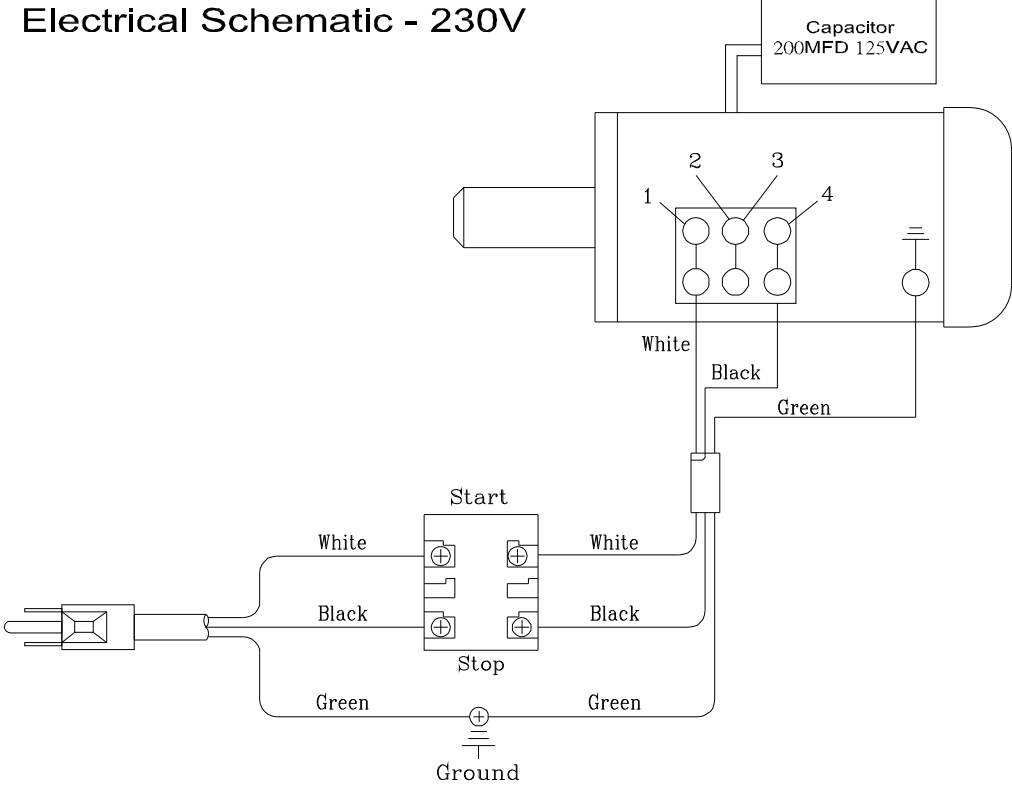 Electrical Schematic - 230V
Capacitor
200MFD 125VAC
2 3
1 4
White
Black
Green
Start
White White
Black Black
Stop
Green Green
Ground